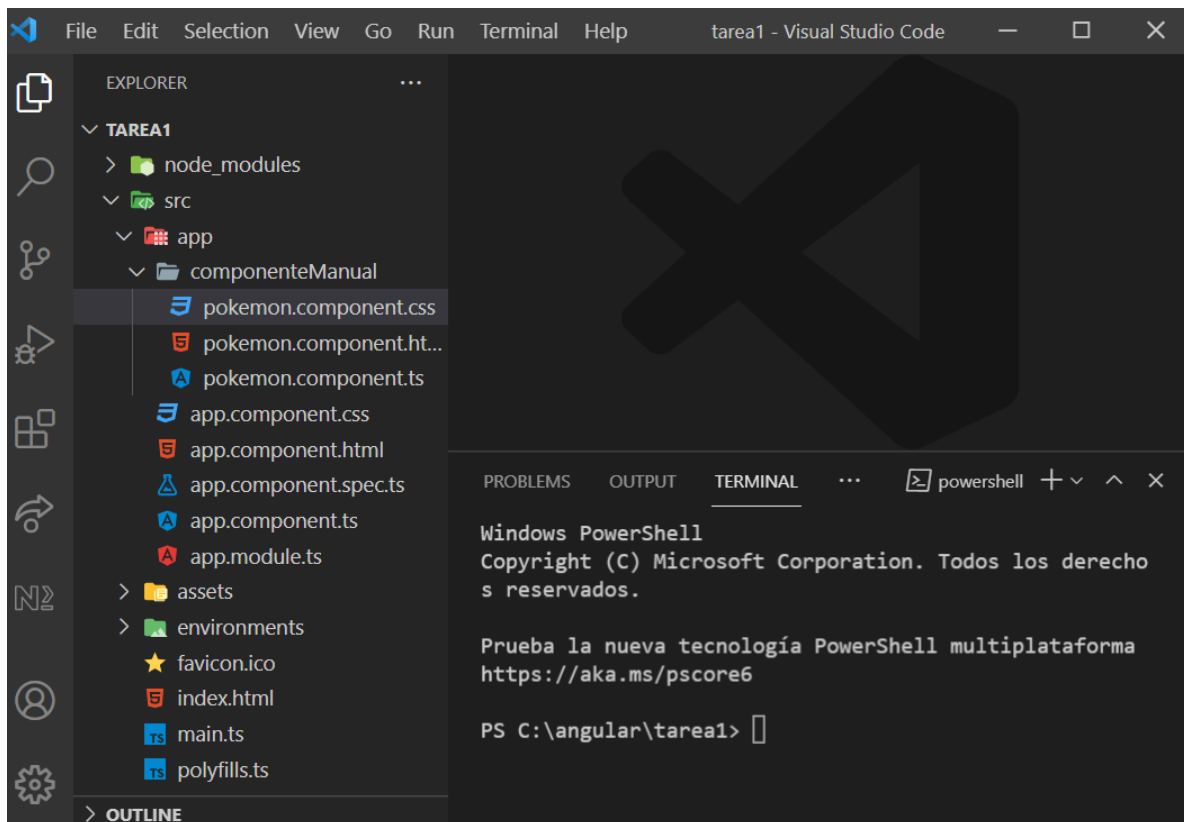 File Edit Selection View Go Run Terminal Help tarea1 - Visual Studio Code
EXPLORER ...
TAREA1
node_modules
src
app
componenteManual
pokemon.component.css
pokemon.component.ht...
pokemon.component.ts
app.component.css
app.component.html
app.component.spec.ts
app.component.ts
app.module.ts
assets
environments
favicon.ico
index.html
TS main.ts
TS polyfills.ts
OUTLINE
PROBLEMS OUTPUT TERMINAL ... powershell
Windows PowerShell
Copyright (C) Microsoft Corporation. Todos los derecho
s reservados.
Prueba la nueva tecnología PowerShell multiplataforma
https://aka.ms/pscore6
PS C:\angular\tarea1>